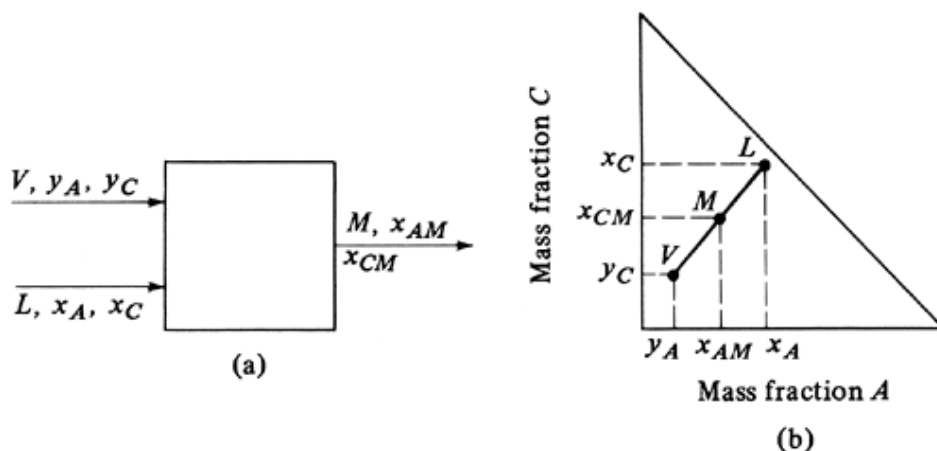 V, y_A, y_C
M, x_AM
x_CM
L, x_A, x_C
(a)
Mass fraction C
x_C
x_CM
y_C
L
M
V
y_A x_AM x_A
Mass fraction A
(b)